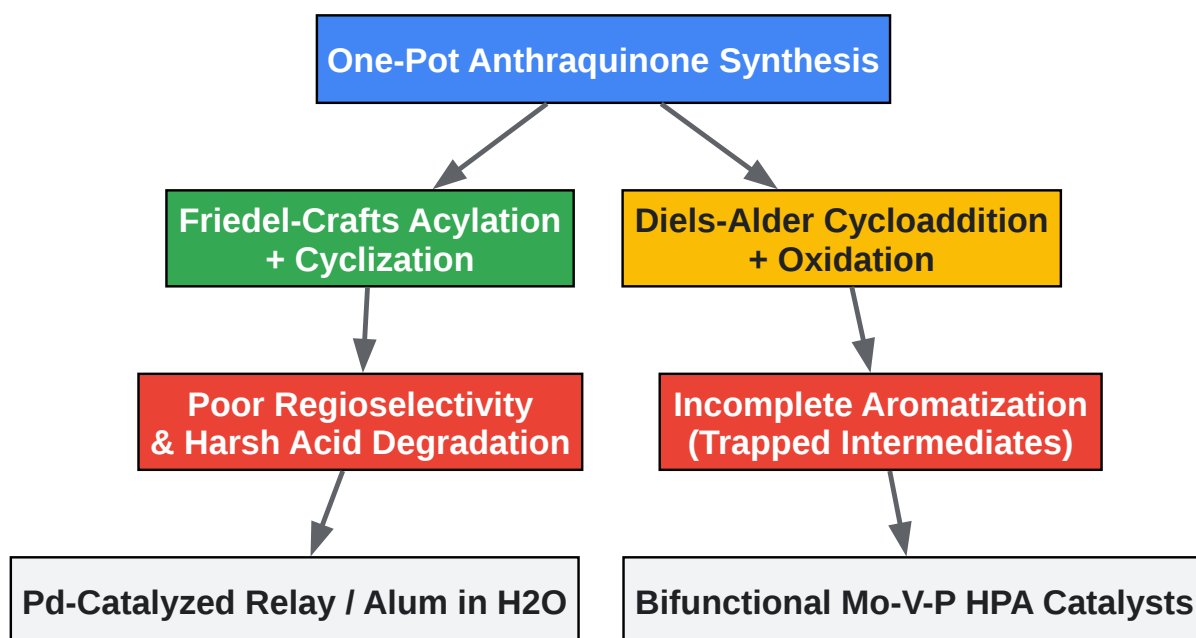 One-Pot Anthraquinone Synthesis
Friedel-Crafts Acylation
+ Cyclization
Diels-Alder Cycloaddition
+ Oxidation
Poor Regioselectivity
& Harsh Acid Degradation
Incomplete Aromatization
(Trapped Intermediates)
Pd-Catalyzed Relay / Alum in H2O
Bifunctional Mo-V-P HPA Catalysts